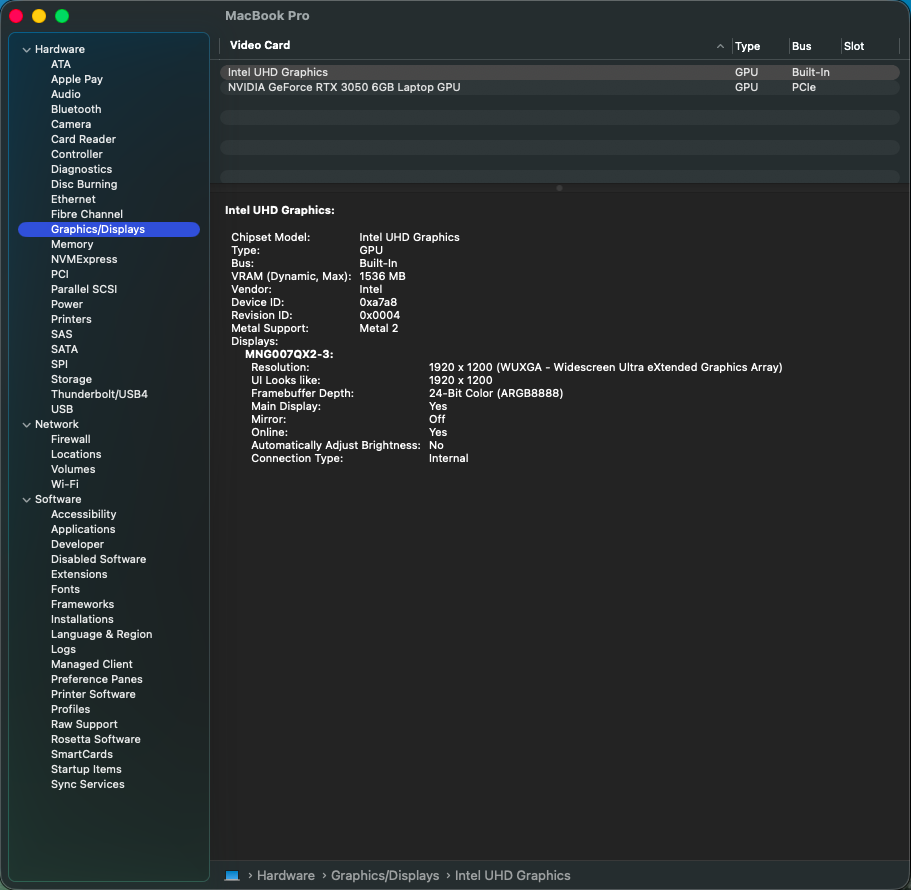 MacBook Pro
Hardware
ATA
Apple Pay
Audio
Bluetooth
Camera
Card Reader
Controller
Diagnostics
Disc Burning
Ethernet
Fibre Channel
Graphics/Displays
Memory
NVMExpress
PCI
Parallel SCSI
Power
Printers
SAS
SATA
SPI
Storage
Thunderbolt/USB4
USB
Network
Firewall
Locations
Volumes
Wi-Fi
Software
Accessibility
Applications
Developer
Disabled Software
Extensions
Fonts
Frameworks
Installations
Language & Region
Logs
Managed Client
Preference Panes
Printer Software
Profiles
Raw Support
Rosetta Software
SmartCards
Startup Items
Sync Services
Video Card Type Bus Slot
Intel UHD Graphics GPU Built-In
NVIDIA GeForce RTX 3050 6GB Laptop GPU GPU PCIe
Intel UHD Graphics:
Chipset Model: Intel UHD Graphics
Type: GPU
Bus: Built-In
VRAM (Dynamic, Max): 1536 MB
Vendor: Intel
Device ID: 0xa7a8
Revision ID: 0x0004
Metal Support: Metal 2
Displays:
MNG007QX2-3:
Resolution: 1920 x 1200 (WUXGA - Widescreen Ultra eXtended Graphics Array)
UI Looks like: 1920 x 1200
Framebuffer Depth: 24-Bit Color (ARGB8888)
Main Display: Yes
Mirror: Off
Online: Yes
Automatically Adjust Brightness: No
Connection Type: Internal
› Hardware › Graphics/Displays › Intel UHD Graphics